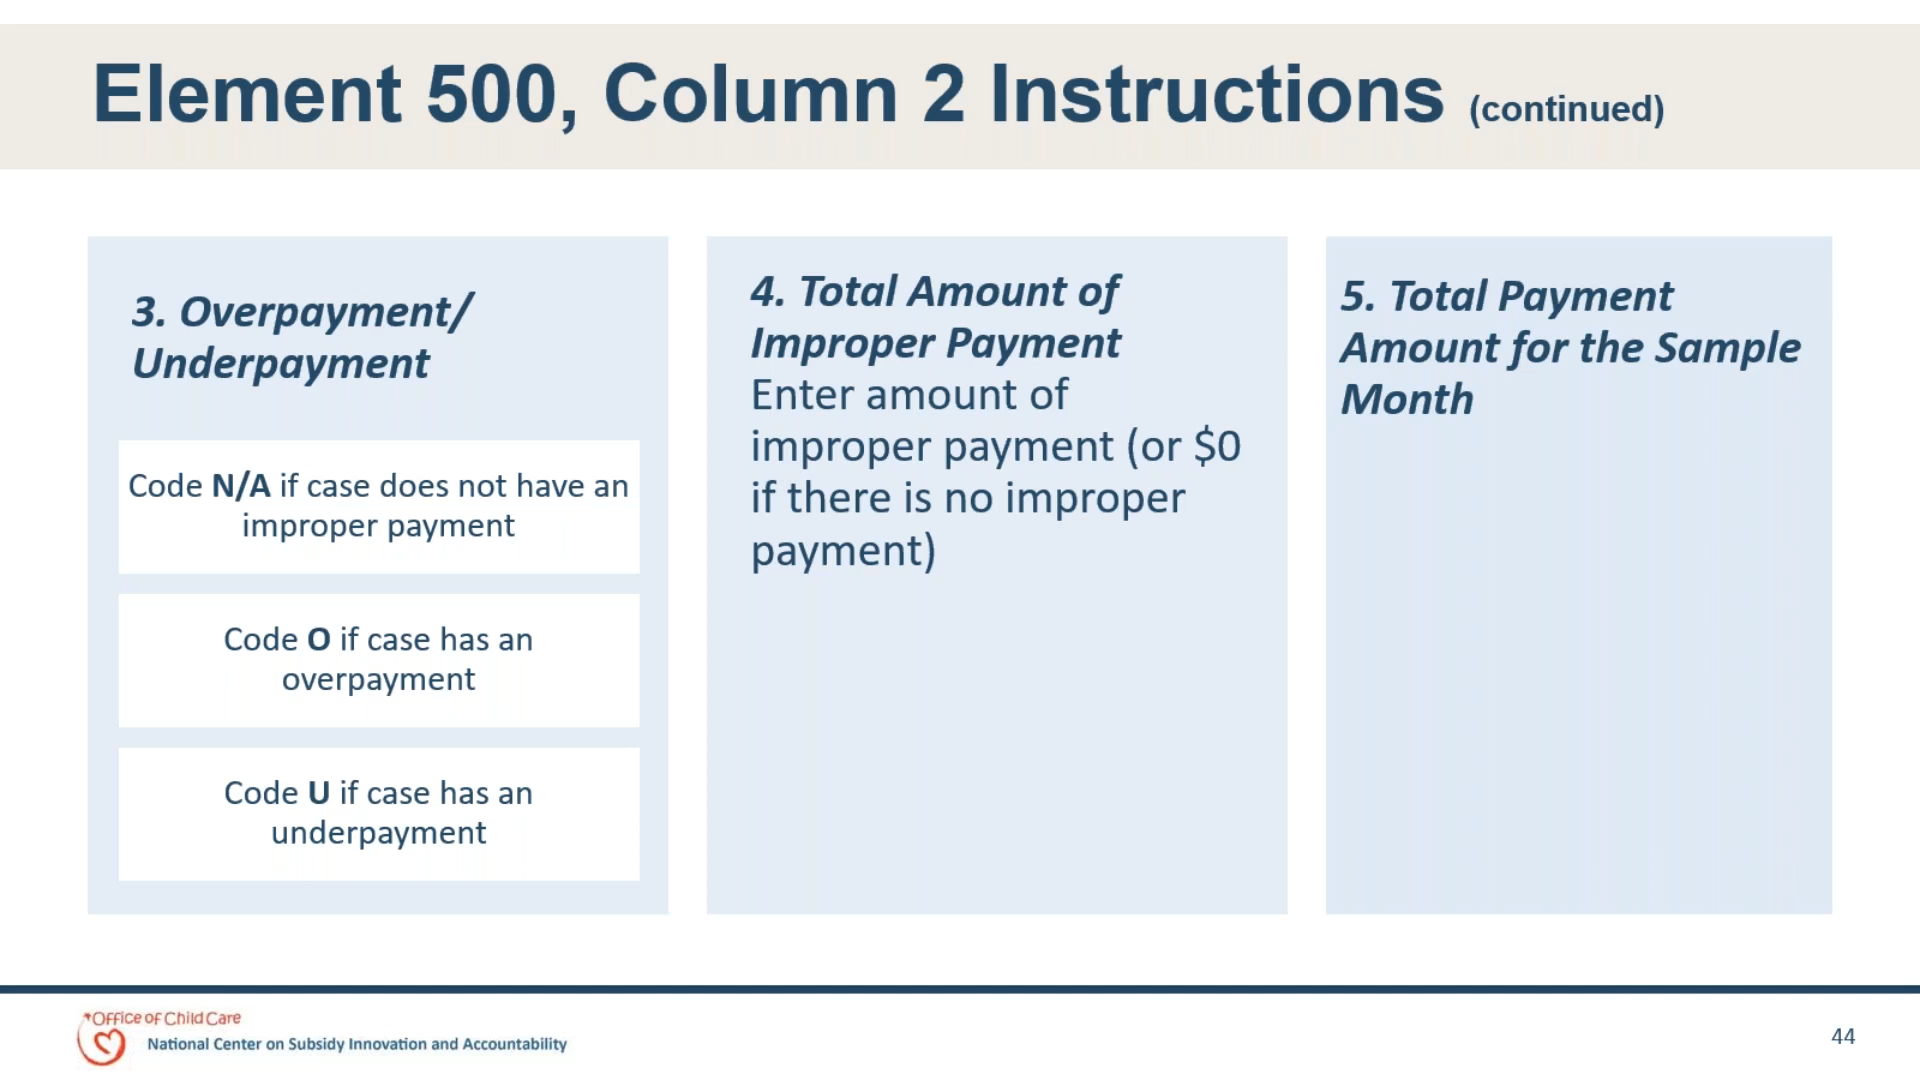 Element 500, Column 2 Instructions (continued)
3. Overpayment/
Underpayment
Code N/A if case does not have an
improper payment
Code O if case has an
overpayment
Code U if case has an
underpayment
4. Total Amount of
Improper Payment
Enter amount of
improper payment (or $0
if there is no improper
payment)
5. Total Payment
Amount for the Sample
Month
Office of Child Care
National Center on Subsidy Innovation and Accountability
44